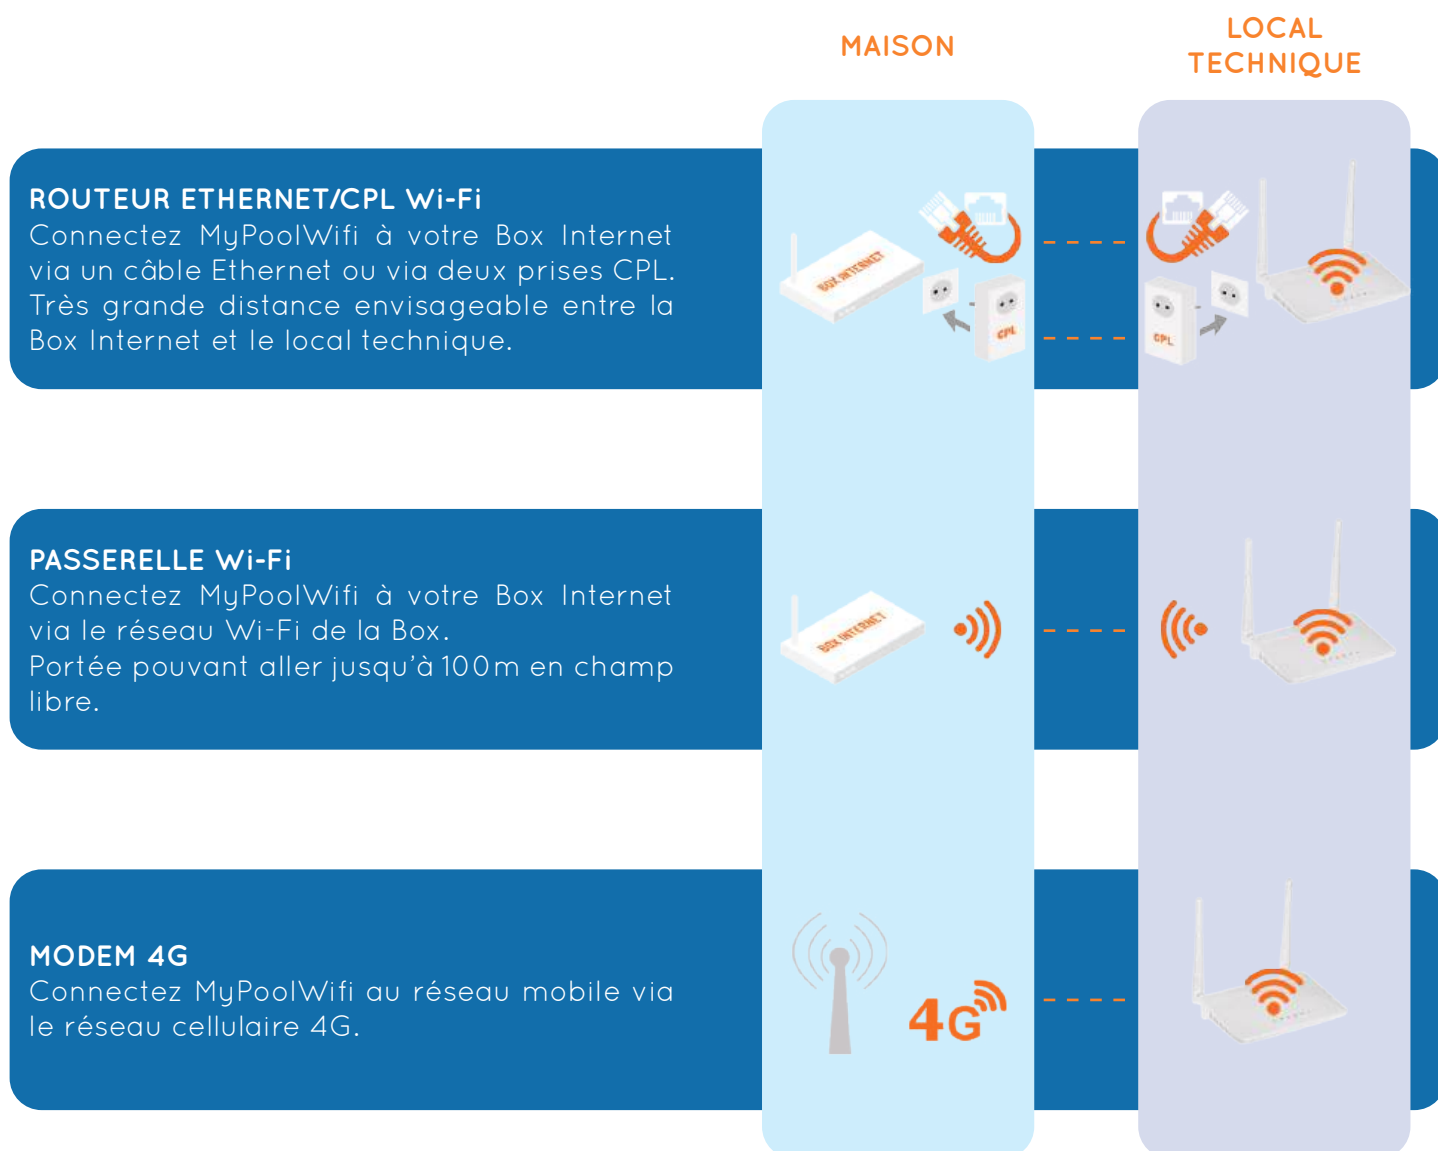 MAISON
LOCAL
TECHNIQUE
ROUTEUR ETHERNET/CPL Wi-Fi
Connectez MyPoolWifi à votre Box Internet
via un câble Ethernet ou via deux prises CPL.
Très grande distance envisageable entre la
Box Internet et le local technique.
BOX INTERNET
CPL
CPL
PASSERELLE Wi-Fi
Connectez MyPoolWifi à votre Box Internet
via le réseau Wi-Fi de la Box.
Portée pouvant aller jusqu'à 100m en champ
libre.
BOX INTERNET
MODEM 4G
Connectez MyPoolWifi au réseau mobile via
le réseau cellulaire 4G.
4G